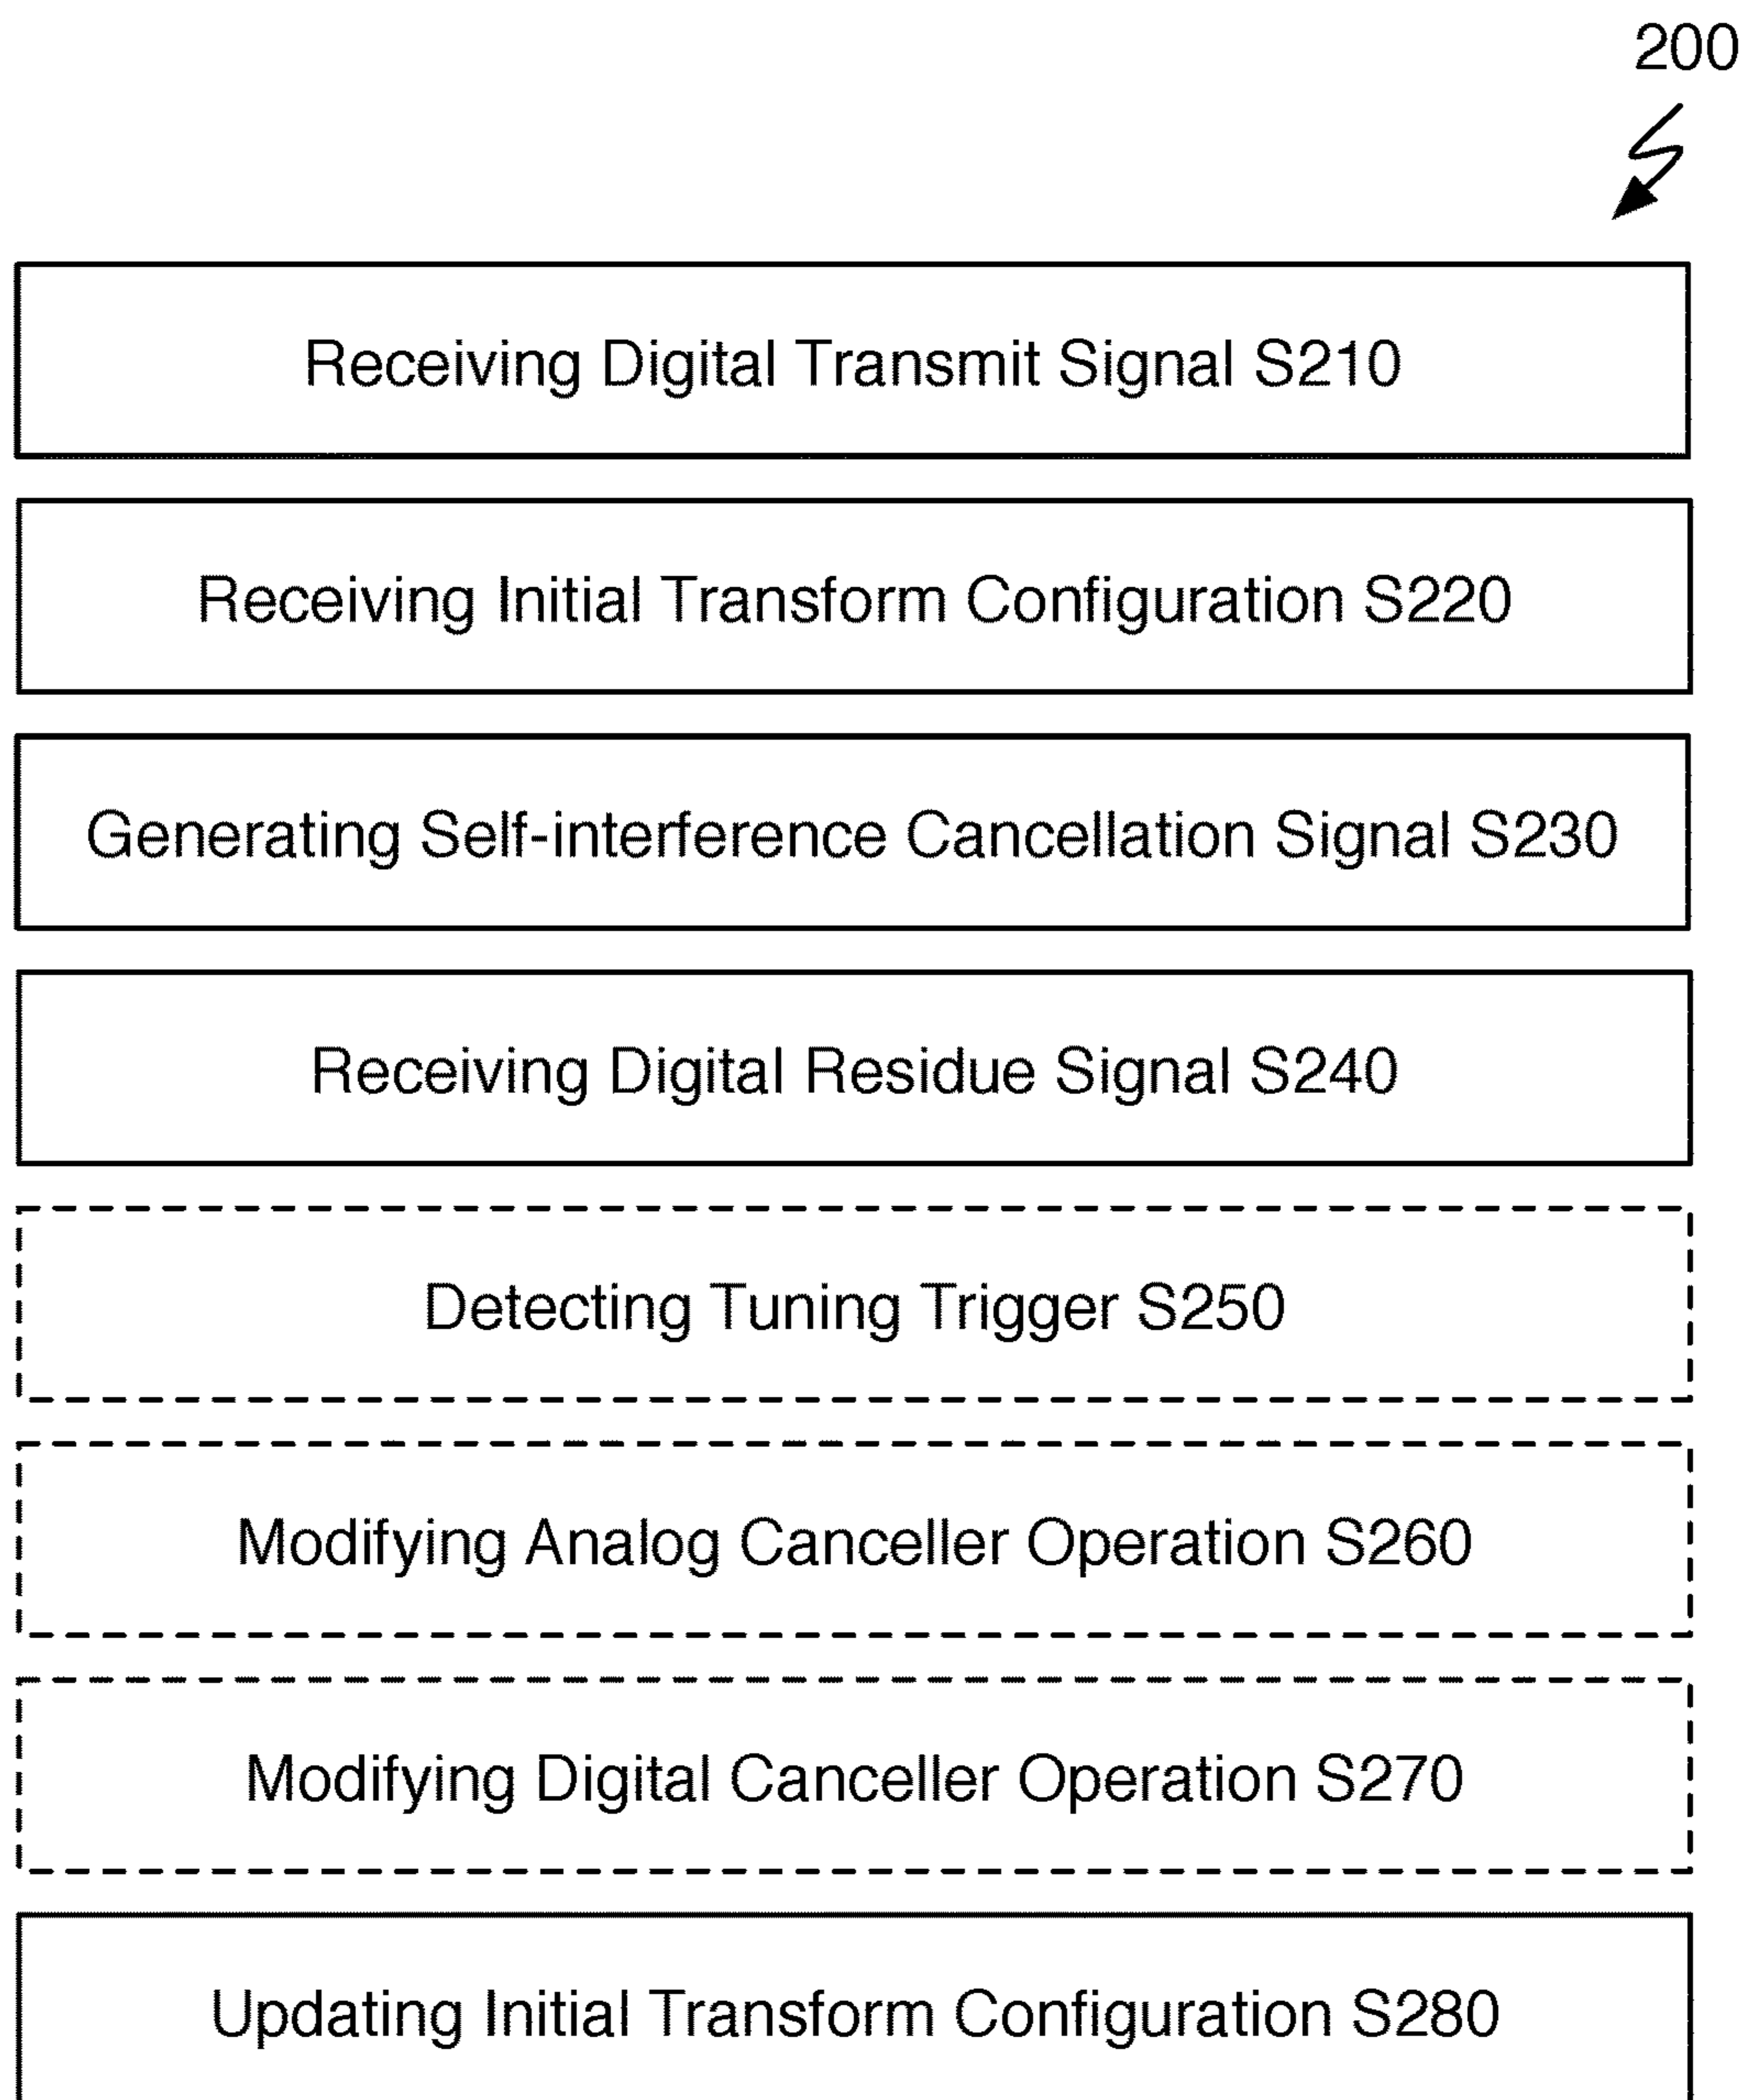 200
Receiving Digital Transmit Signal S210
Receiving Initial Transform Configuration S220
Generating Self-interference Cancellation Signal S230
Receiving Digital Residue Signal S240
Detecting Tuning Trigger S250
Modifying Analog Canceller Operation S260
Modifying Digital Canceller Operation S270
Updating Initial Transform Configuration S280